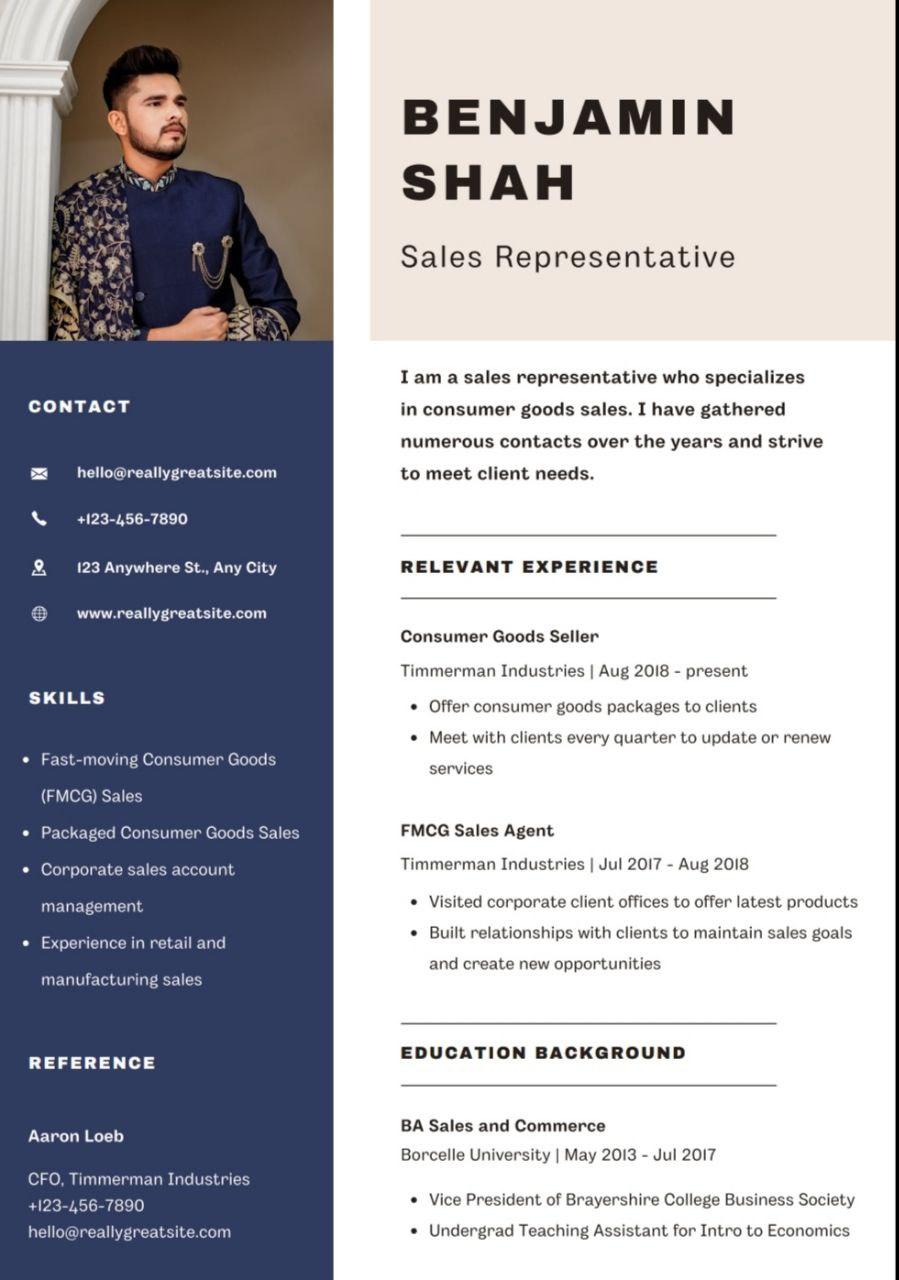 BENJAMIN
SHAH
Sales Representative
CONTACT
hello@reallygreatsite.com
+123-456-7890
123 Anywhere St., Any City
www.reallygreatsite.com
SKILLS
• Fast-moving Consumer Goods
(FMCG) Sales
• Packaged Consumer Goods Sales
• Corporate sales account
management
• Experience in retail and
manufacturing sales
REFERENCE
Aaron Loeb
CFO, Timmerman Industries
+123-456-7890
hello@reallygreatsite.com
I am a sales representative who specializes
in consumer goods sales. I have gathered
numerous contacts over the years and strive
to meet client needs.
RELEVANT EXPERIENCE
Consumer Goods Seller
Timmerman Industries | Aug 2018 - present
• Offer consumer goods packages to clients
• Meet with clients every quarter to update or renew
services
FMCG Sales Agent
Timmerman Industries | Jul 2017 - Aug 2018
• Visited corporate client offices to offer latest products
• Built relationships with clients to maintain sales goals
and create new opportunities
EDUCATION BACKGROUND
BA Sales and Commerce
Borcelle University | May 2013 - Jul 2017
• Vice President of Brayershire College Business Society
• Undergrad Teaching Assistant for Intro to Economics